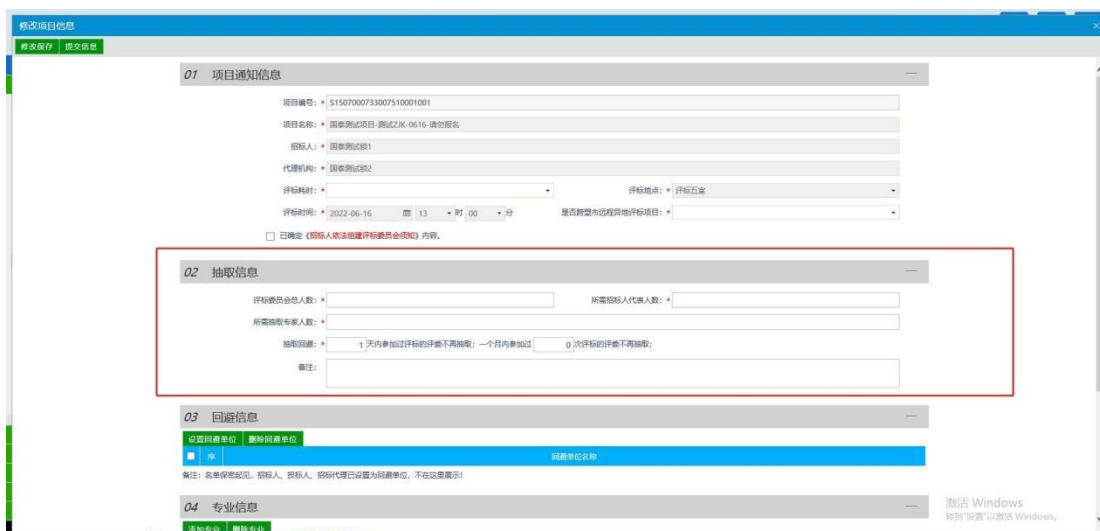 修改项目信息
修改保存 提交信息
01 项目通知信息
项目编号：* S1507000733007510001001
项目名称：* 国泰测试项目-测试ZJK-0616-请勿报名
招标人：* 国泰测试额1
代理机构：* 国泰测试额2
评标耗时：* 评标地点：* 评标五室
评标时间：* 2022-06-16 13 时 00 分 是否跨盟市远程异地评标项目：*
已确定《招标人依法组建评标委员会须知》内容。
02 抽取信息
评标委员会总人数：* 所需招标人代表人数：*
所需抽取专家人数：*
抽取回避：* 1 天内参加过评标的评委不再抽取；一个月内参加过 0 次评标的评委不再抽取；
备注：
03 回避信息
设置回避单位 删除回避单位
序 回避单位名称
备注：名单保密起见，招标人、投标人、招标代理已设置为回避单位，不在这里展示！
04 专业信息
添加专业 删除专业
激活 Windows
转到"设置"以激活 Windows。